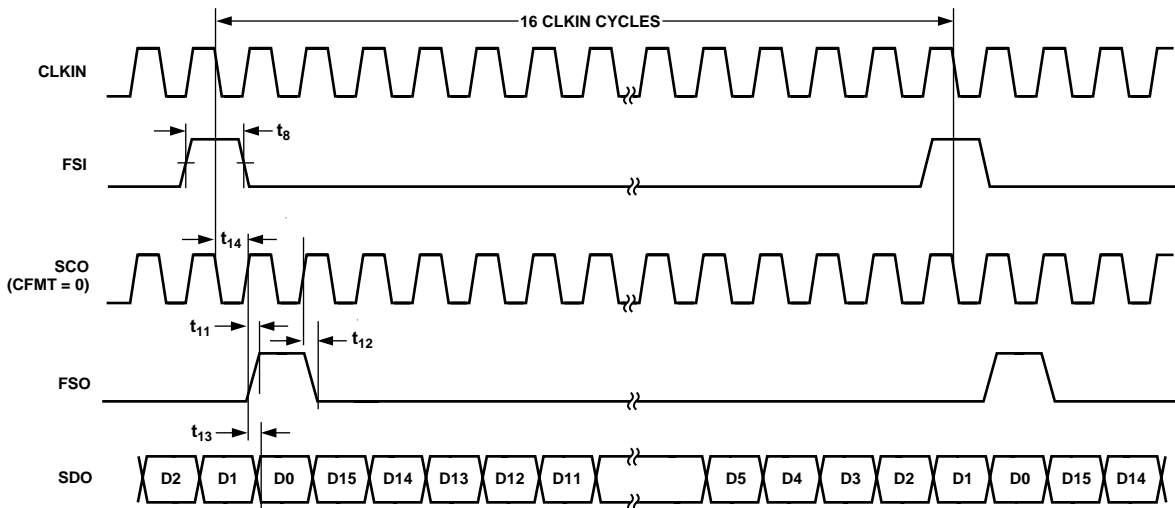 16 CLKIN CYCLES
CLKIN
t8
FSI
t14
SCO
(CFMT = 0)
t11
t12
FSO
t13
SDO
D2 D1 D0 D15 D14 D13 D12 D11 D5 D4 D3 D2 D1 D0 D15 D14